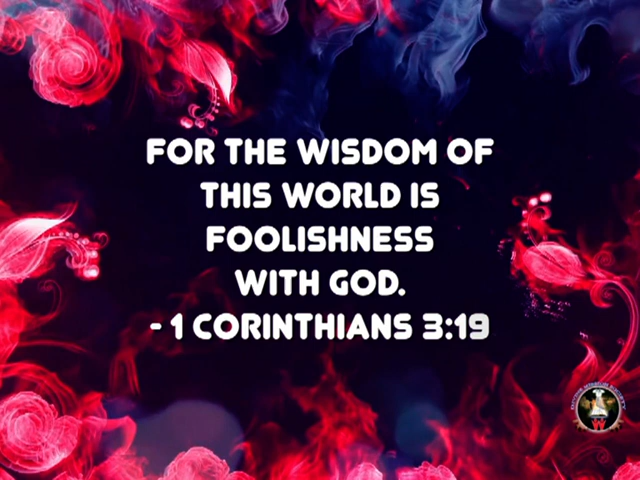 FOR THE WISDOM OF
THIS WORLD IS
FOOLISHNESS
WITH GOD.
- 1 CORINTHIANS 3:19
W